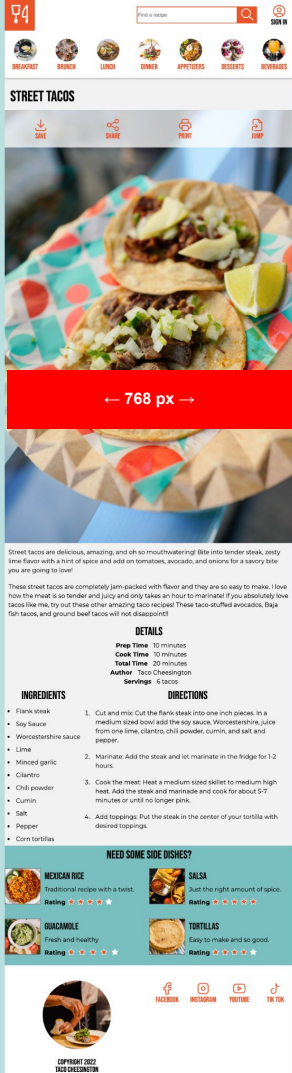 Find a recipe
SIGN IN
BREAKFAST
BRUNCH
LUNCH
DINNER
APPETIZERS
DESSERTS
BEVERAGES
STREET TACOS
SAVE
SHARE
PRINT
JUMP
← 768 px →
Street tacos are delicious, amazing, and oh so mouthwatering! Bite into tender steak, zesty
lime flavor with a hint of spice and add on tomatoes, avocado, and onions for a savory bite
you are going to love!
These street tacos are completely jam-packed with flavor and they are so easy to make. I love
how the meat is so tender and juicy and only takes an hour to marinate! If you absolutely love
tacos like me, try out these other amazing taco recipes! These taco-stuffed avocados, Baja
fish tacos, and ground beef tacos will not disappoint!!
DETAILS
Prep Time 10 minutes
Cook Time 10 minutes
Total Time 20 minutes
Author Taco Cheesington
Servings 6 tacos
INGREDIENTS
• Flank steak
• Soy Sauce
• Worcestershire sauce
• Lime
• Minced garlic
• Cilantro
• Chili powder
• Cumin
• Salt
• Pepper
• Corn tortillas
DIRECTIONS
1. Cut and mix: Cut the flank steak into one inch pieces. In a
medium sized bowl add the soy sauce, Worcestershire, juice
from one lime, cilantro, chili powder, cumin, and salt and
pepper.
2. Marinate: Add the steak and let marinate in the fridge for 1-2
hours.
3. Cook the meat: Heat a medium sized skillet to medium high
heat. Add the steak and marinade and cook for about 5-7
minutes or until no longer pink.
4. Add toppings: Put the steak in the center of your tortilla with
desired toppings.
NEED SOME SIDE DISHES?
MEXICAN RICE
Traditional recipe with a twist.
Rating
SALSA
Just the right amount of spice.
Rating
GUACAMOLE
Fresh and healthy
Rating
TORTILLAS
Easy to make and so good.
Rating
FACEBOOK
INSTAGRAM
YOUTUBE
TIK TOK
COPYRIGHT 2022
TACO CHEESINGTON